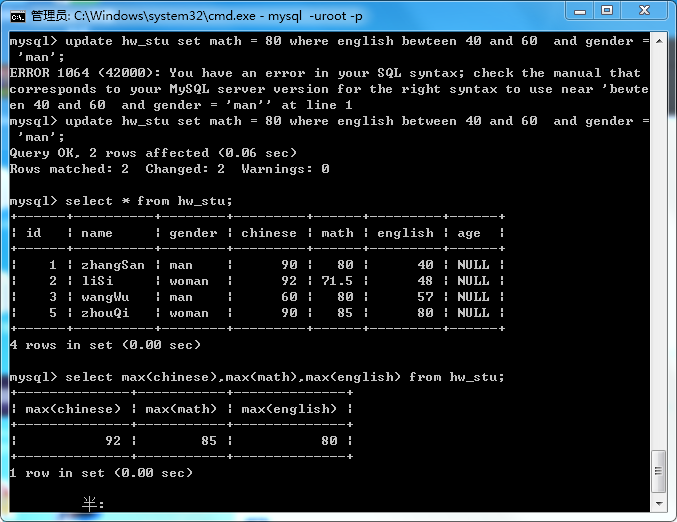 管理员: C:\Windows\system32\cmd.exe - mysql  -uroot -p
mysql> update hw_stu set math = 80 where english bewteen 40 and 60  and gender =
 'man';
ERROR 1064 (42000): You have an error in your SQL syntax; check the manual that
corresponds to your MySQL server version for the right syntax to use near 'bewte
en 40 and 60  and gender = 'man'' at line 1
mysql> update hw_stu set math = 80 where english between 40 and 60  and gender =
 'man';
Query OK, 2 rows affected (0.06 sec)
Rows matched: 2  Changed: 2  Warnings: 0
mysql> select * from hw_stu;
+------+----------+--------+---------+------+---------+------+
| id   | name     | gender | chinese | math | english | age  |
+------+----------+--------+---------+------+---------+------+
|    1 | zhangSan | man    |      90 |   80 |      40 | NULL |
|    2 | liSi     | woman  |      92 | 71.5 |      48 | NULL |
|    3 | wangWu   | man    |      60 |   80 |      57 | NULL |
|    5 | zhouQi   | woman  |      90 |   85 |      80 | NULL |
+------+----------+--------+---------+------+---------+------+
4 rows in set (0.00 sec)
mysql> select max(chinese),max(math),max(english) from hw_stu;
+--------------+-----------+--------------+
| max(chinese) | max(math) | max(english) |
+--------------+-----------+--------------+
|           92 |        85 |           80 |
+--------------+-----------+--------------+
1 row in set (0.00 sec)
半: